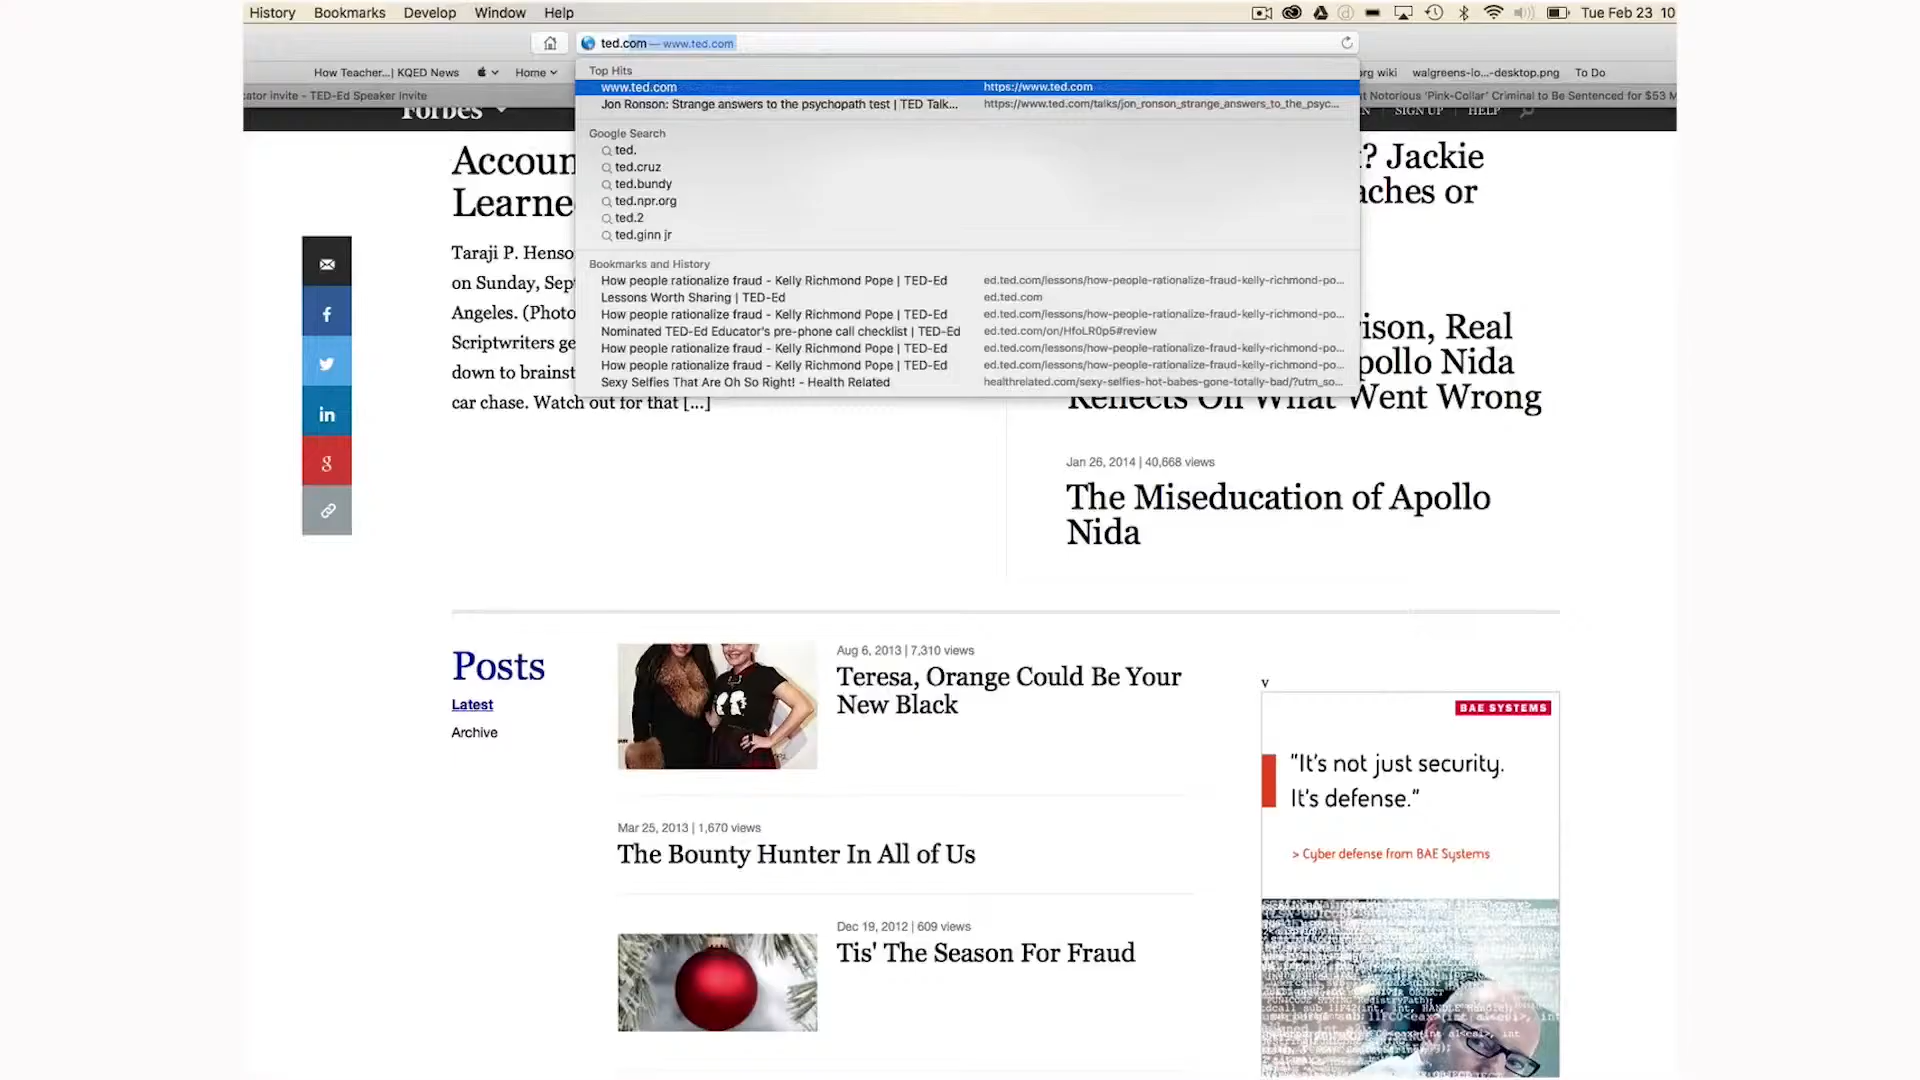 History Bookmarks Develop Window Help
Tue Feb 23 10
ted.com — www.ted.com
How Teacher...| KQED News
Home
org wiki
walgreens-lo...-desktop.png
To Do
ator invite - TED-Ed Speaker Invite
t Notorious 'Pink-Collar' Criminal to Be Sentenced for $53 M
Forbes
SIGN UP
HELP
Top Hits
www.ted.com https://www.ted.com
Jon Ronson: Strange answers to the psychopath test | TED Talk... https://www.ted.com/talks/jon_ronson_strange_answers_to_the_psyc...
Google Search
ted.
ted.cruz
ted.bundy
ted.npr.org
ted.2
ted.ginn jr
Bookmarks and History
How people rationalize fraud - Kelly Richmond Pope | TED-Ed ed.ted.com/lessons/how-people-rationalize-fraud-kelly-richmond-po...
Lessons Worth Sharing | TED-Ed ed.ted.com
How people rationalize fraud - Kelly Richmond Pope | TED-Ed ed.ted.com/lessons/how-people-rationalize-fraud-kelly-richmond-po...
Nominated TED-Ed Educator's pre-phone call checklist | TED-Ed ed.ted.com/on/HfoLR0p5#review
How people rationalize fraud - Kelly Richmond Pope | TED-Ed ed.ted.com/lessons/how-people-rationalize-fraud-kelly-richmond-po...
How people rationalize fraud - Kelly Richmond Pope | TED-Ed ed.ted.com/lessons/how-people-rationalize-fraud-kelly-richmond-po...
Sexy Selfies That Are Oh So Right! - Health Related healthrelated.com/sexy-selfies-hot-babes-gone-totally-bad/?utm_so...
Accoun
Learne
Taraji P. Henso
on Sunday, Sep
Angeles. (Photo
Scriptwriters ge
down to brainst
car chase. Watch out for that [...]
? Jackie
aches or
ison, Real
pollo Nida
Reflects On What Went Wrong
Jan 26, 2014 | 40,668 views
The Miseducation of Apollo
Nida
f
in
g
Posts
Latest
Archive
Aug 6, 2013 | 7,310 views
Teresa, Orange Could Be Your
New Black
Mar 25, 2013 | 1,670 views
The Bounty Hunter In All of Us
Dec 19, 2012 | 609 views
Tis' The Season For Fraud
v
BAE SYSTEMS
"It's not just security.
It's defense."
> Cyber defense from BAE Systems